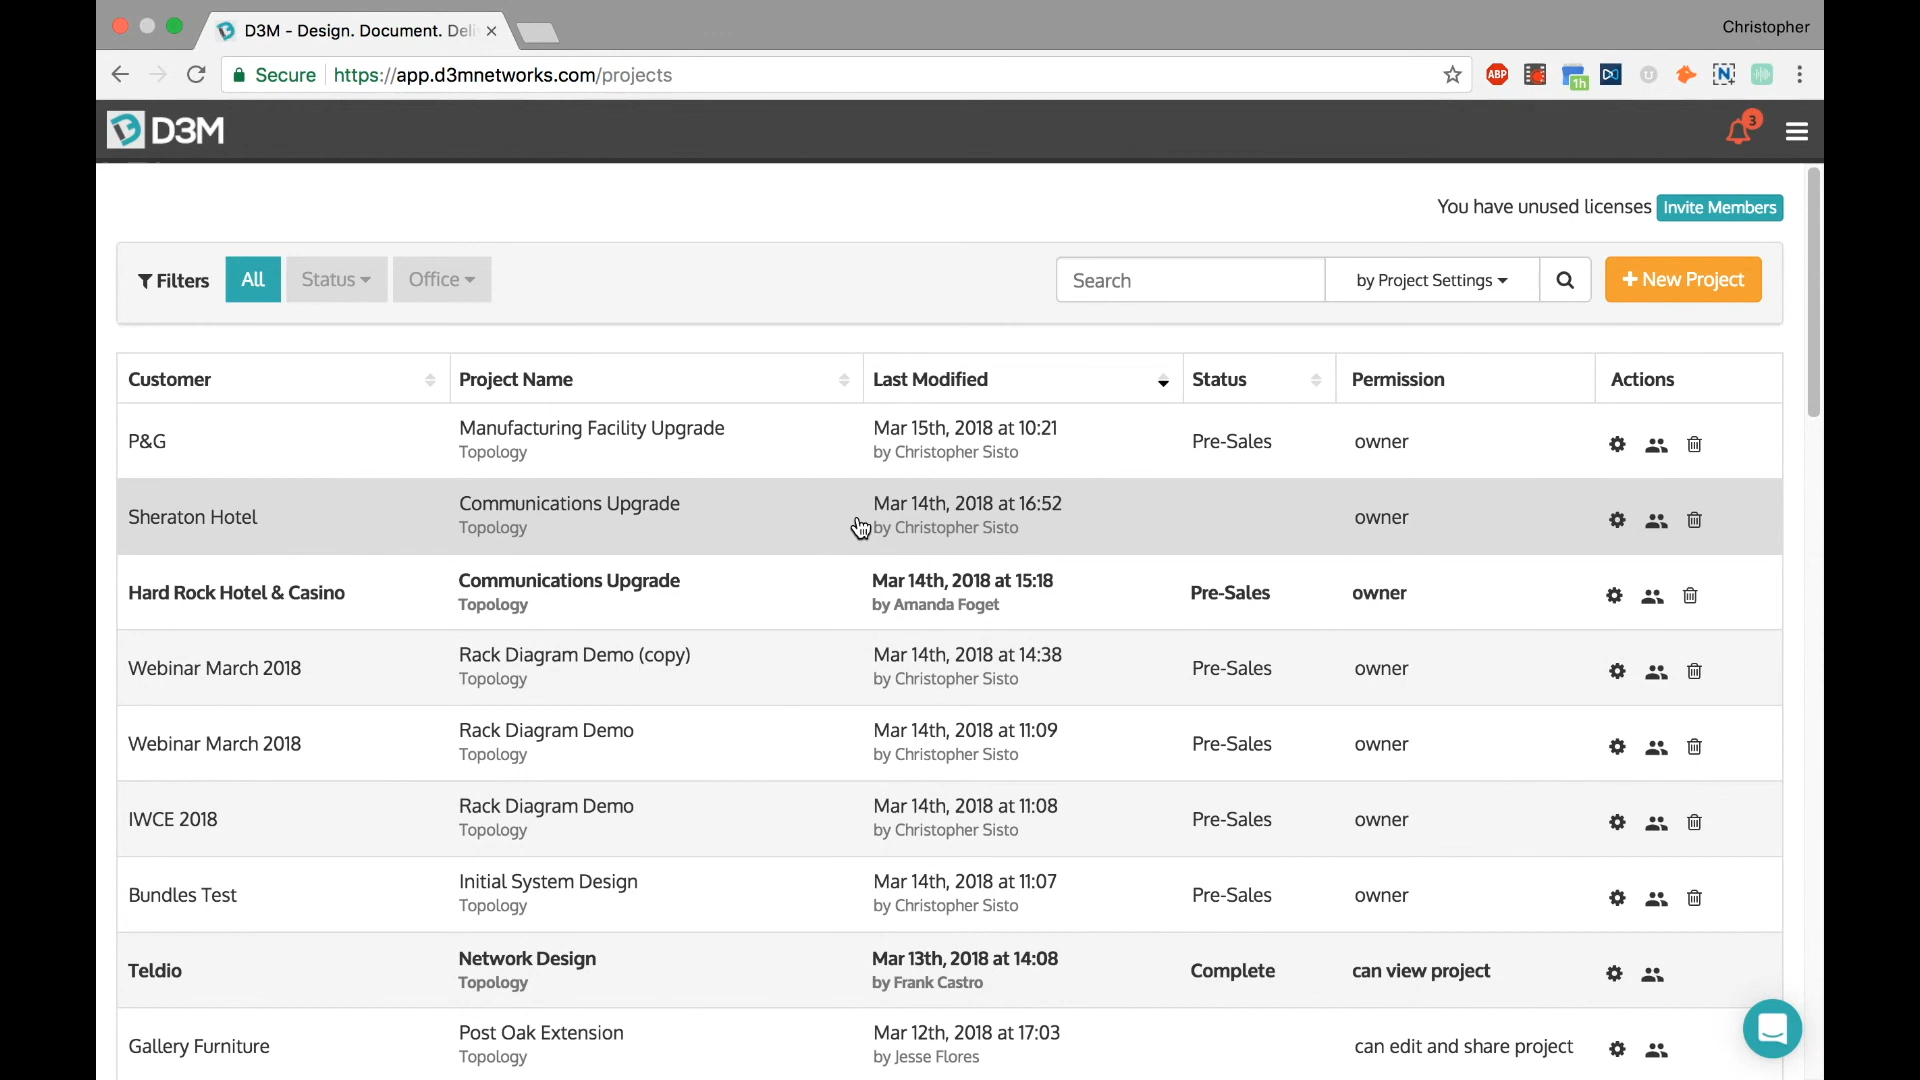 D3M - Design. Document. Deli
Christopher
Secure https://app.d3mnetworks.com/projects
ABP
1h
D3M
3
You have unused licenses Invite Members
Filters All Status Office Search by Project Settings + New Project
Customer Project Name Last Modified Status Permission Actions
P&G Manufacturing Facility Upgrade Mar 15th, 2018 at 10:21 Pre-Sales owner
Topology by Christopher Sisto
Sheraton Hotel Communications Upgrade Mar 14th, 2018 at 16:52 owner
Topology by Christopher Sisto
Hard Rock Hotel & Casino Communications Upgrade Mar 14th, 2018 at 15:18 Pre-Sales owner
Topology by Amanda Foget
Webinar March 2018 Rack Diagram Demo (copy) Mar 14th, 2018 at 14:38 Pre-Sales owner
Topology by Christopher Sisto
Webinar March 2018 Rack Diagram Demo Mar 14th, 2018 at 11:09 Pre-Sales owner
Topology by Christopher Sisto
IWCE 2018 Rack Diagram Demo Mar 14th, 2018 at 11:08 Pre-Sales owner
Topology by Christopher Sisto
Bundles Test Initial System Design Mar 14th, 2018 at 11:07 Pre-Sales owner
Topology by Christopher Sisto
Teldio Network Design Mar 13th, 2018 at 14:08 Complete can view project
Topology by Frank Castro
Gallery Furniture Post Oak Extension Mar 12th, 2018 at 17:03 can edit and share project
Topology by Jesse Flores